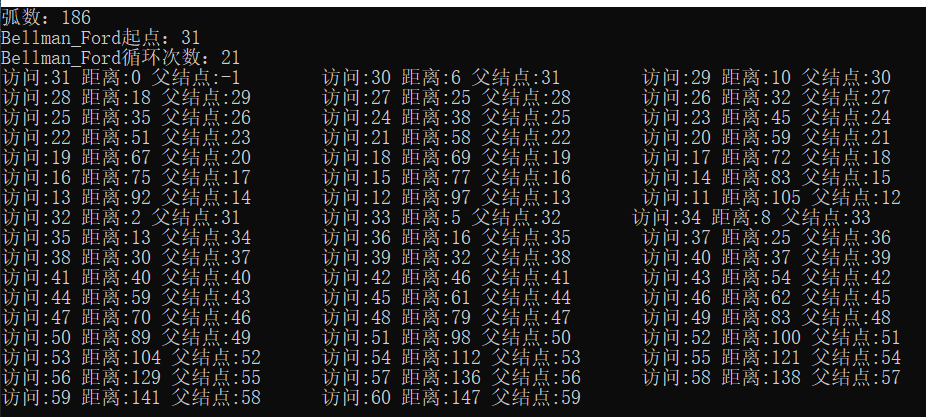 弧数：186
Bellman_Ford起点：31
Bellman_Ford循环次数：21
访问:31 距离:0 父结点:-1 访问:30 距离:6 父结点:31 访问:29 距离:10 父结点:30
访问:28 距离:18 父结点:29 访问:27 距离:25 父结点:28 访问:26 距离:32 父结点:27
访问:25 距离:35 父结点:26 访问:24 距离:38 父结点:25 访问:23 距离:45 父结点:24
访问:22 距离:51 父结点:23 访问:21 距离:58 父结点:22 访问:20 距离:59 父结点:21
访问:19 距离:67 父结点:20 访问:18 距离:69 父结点:19 访问:17 距离:72 父结点:18
访问:16 距离:75 父结点:17 访问:15 距离:77 父结点:16 访问:14 距离:83 父结点:15
访问:13 距离:92 父结点:14 访问:12 距离:97 父结点:13 访问:11 距离:105 父结点:12
访问:32 距离:2 父结点:31 访问:33 距离:5 父结点:32 访问:34 距离:8 父结点:33
访问:35 距离:13 父结点:34 访问:36 距离:16 父结点:35 访问:37 距离:25 父结点:36
访问:38 距离:30 父结点:37 访问:39 距离:32 父结点:38 访问:40 距离:37 父结点:39
访问:41 距离:40 父结点:40 访问:42 距离:46 父结点:41 访问:43 距离:54 父结点:42
访问:44 距离:59 父结点:43 访问:45 距离:61 父结点:44 访问:46 距离:62 父结点:45
访问:47 距离:70 父结点:46 访问:48 距离:79 父结点:47 访问:49 距离:83 父结点:48
访问:50 距离:89 父结点:49 访问:51 距离:98 父结点:50 访问:52 距离:100 父结点:51
访问:53 距离:104 父结点:52 访问:54 距离:112 父结点:53 访问:55 距离:121 父结点:54
访问:56 距离:129 父结点:55 访问:57 距离:136 父结点:56 访问:58 距离:138 父结点:57
访问:59 距离:141 父结点:58 访问:60 距离:147 父结点:59